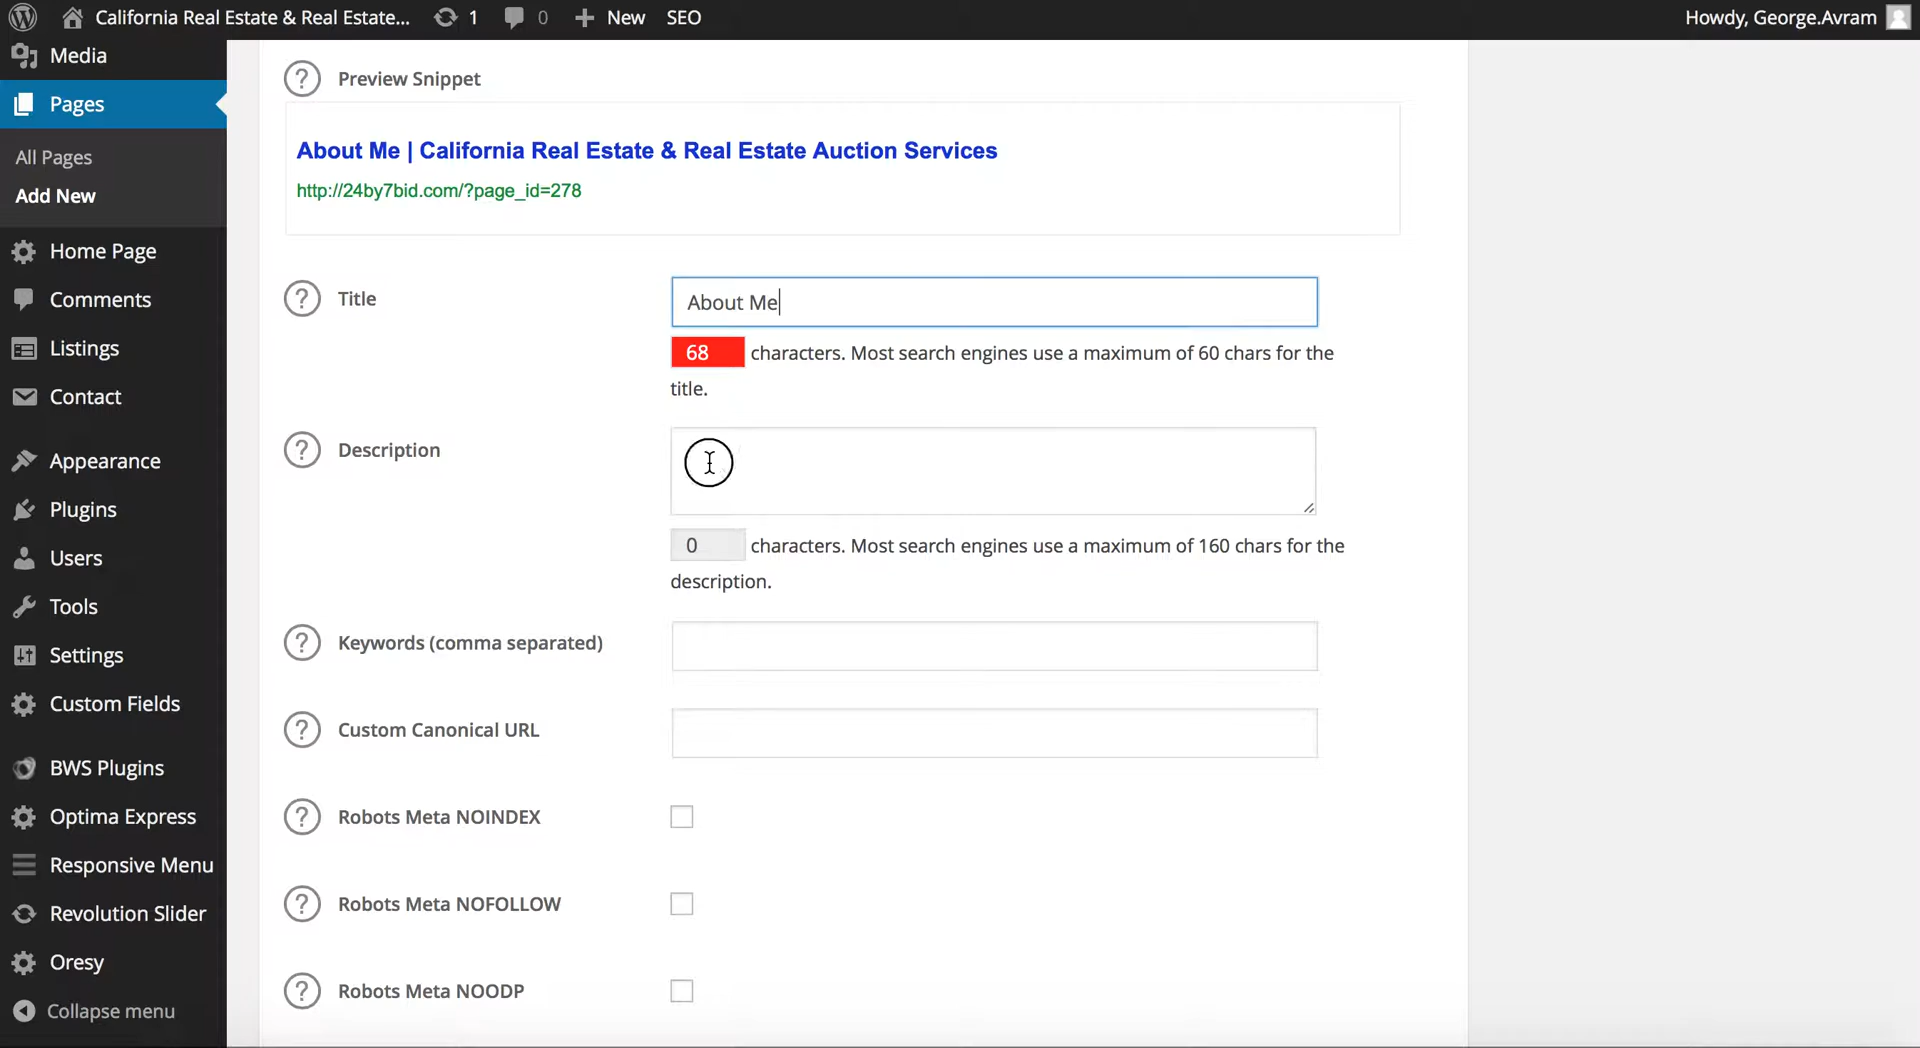 California Real Estate & Real Estate... 1 0 New SEO Howdy, George.Avram
Media
Pages
All Pages
Add New
Home Page
Comments
Listings
Contact
Appearance
Plugins
Users
Tools
Settings
Custom Fields
BWS Plugins
Optima Express
Responsive Menu
Revolution Slider
Oresy
Collapse menu
? Preview Snippet
About Me | California Real Estate & Real Estate Auction Services
http://24by7bid.com/?page_id=278
? Title About Me
68 characters. Most search engines use a maximum of 60 chars for the
title.
? Description
0 characters. Most search engines use a maximum of 160 chars for the
description.
? Keywords (comma separated)
? Custom Canonical URL
? Robots Meta NOINDEX
? Robots Meta NOFOLLOW
? Robots Meta NOODP